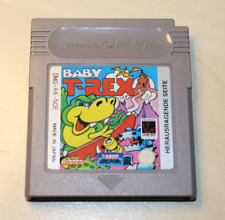 Nintendo GAME BOY
BABY
T-REX
DMG-AB-NOE
MADE IN JAPAN
HERAUSRAGENDE SEITE